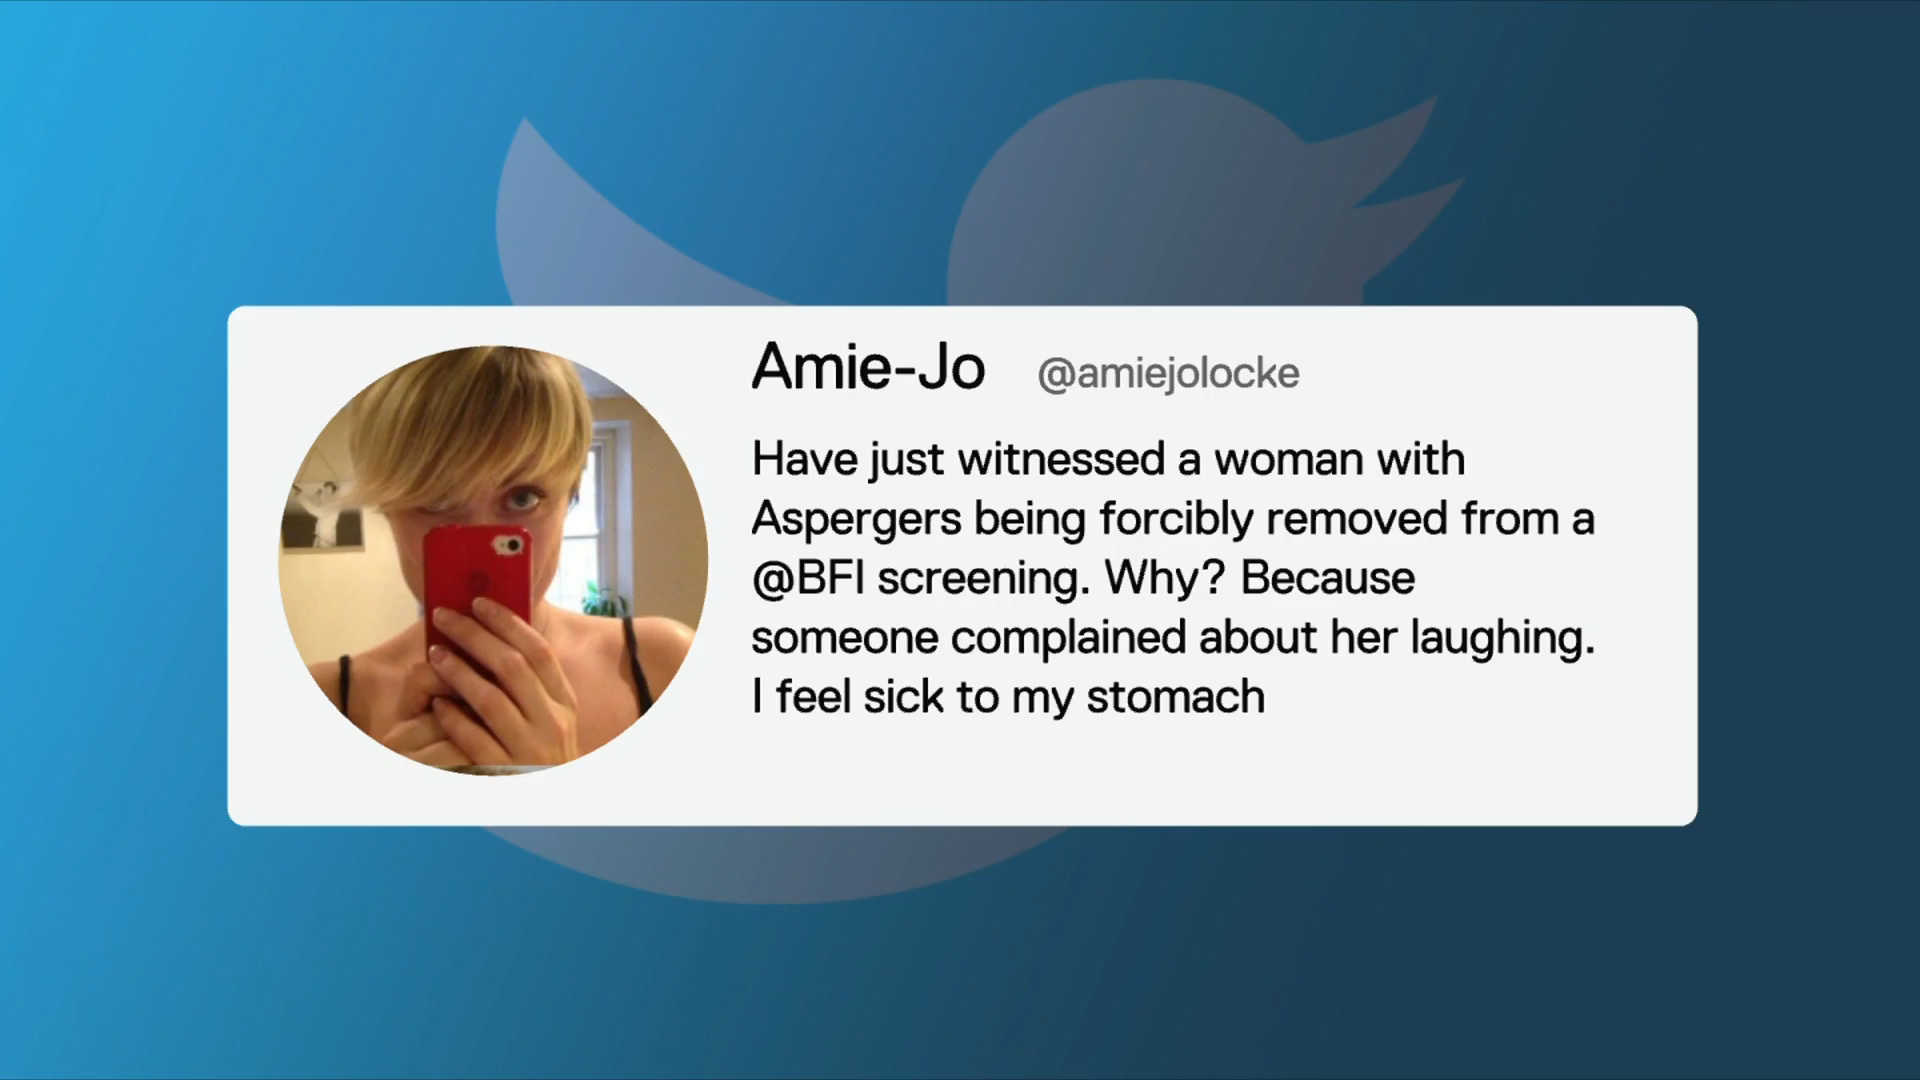 Amie-Jo @amiejolocke
Have just witnessed a woman with
Aspergers being forcibly removed from a
@BFI screening. Why? Because
someone complained about her laughing.
I feel sick to my stomach